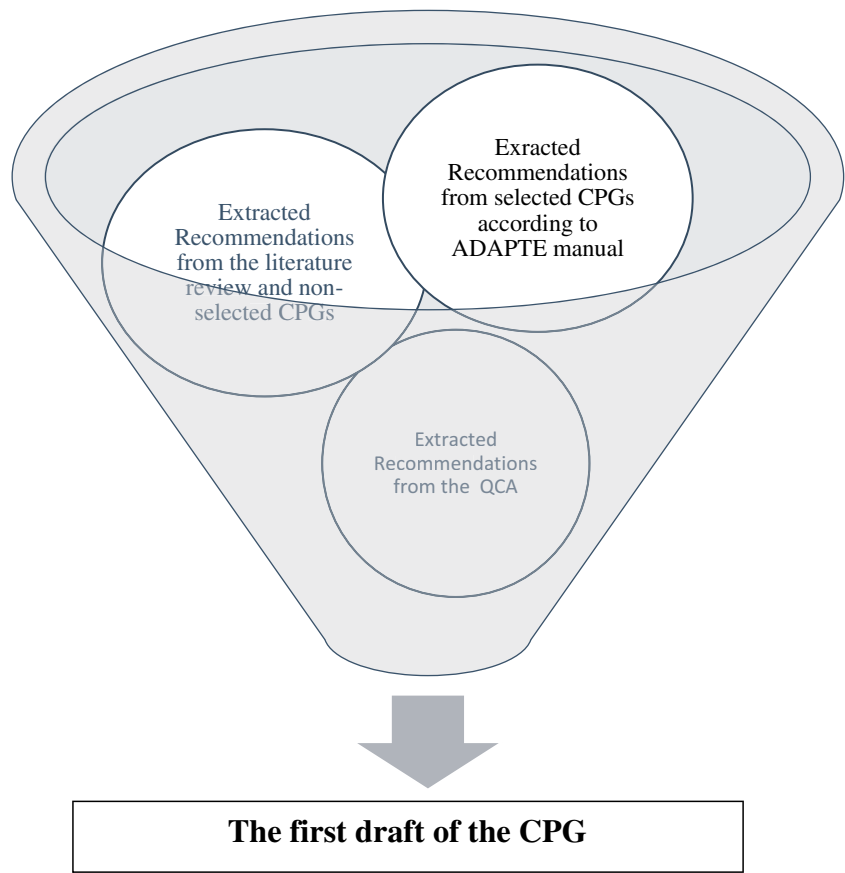 Exracted
Recommendations
from selected CPGs
according to
ADAPTE manual
Extracted
Recommendations
from the literature
review and non-
selected CPGs
Extracted
Recommendations
from the QCA
The first draft of the CPG